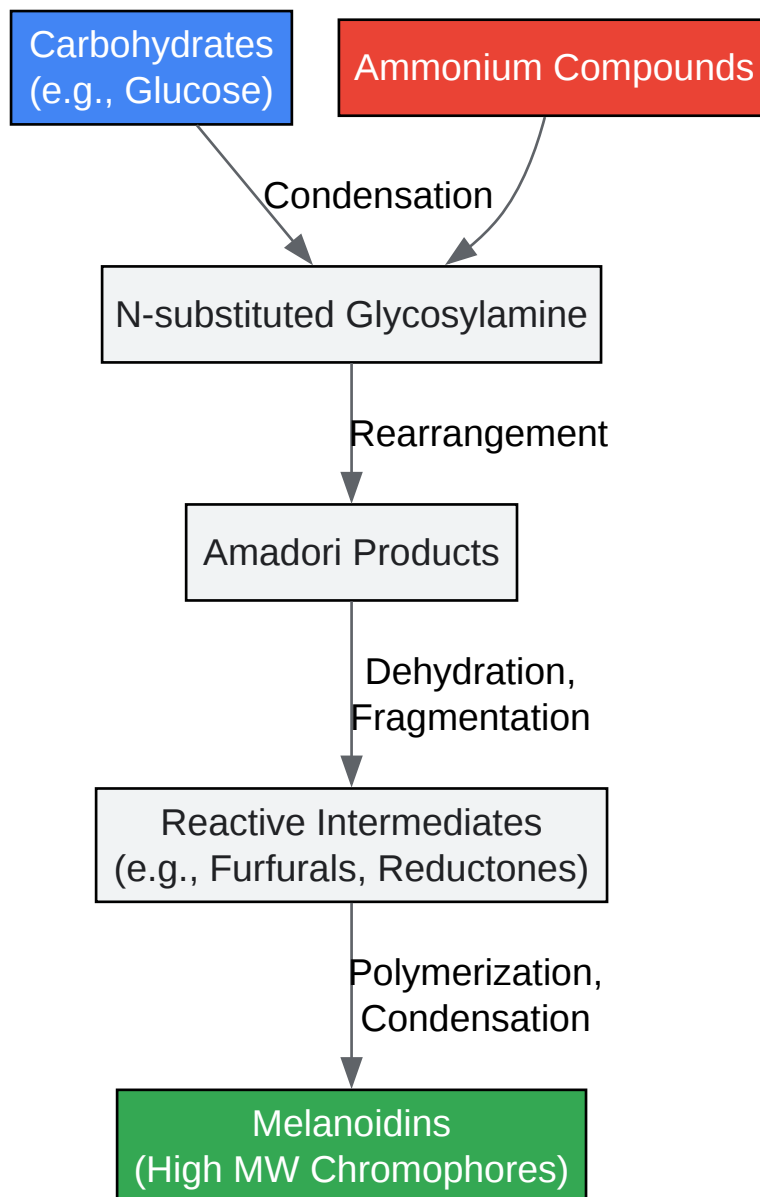 Carbohydrates
(e.g., Glucose)
Ammonium Compounds
Condensation
N-substituted Glycosylamine
Rearrangement
Amadori Products
Dehydration,
Fragmentation
Reactive Intermediates
(e.g., Furfurals, Reductones)
Polymerization,
Condensation
Melanoidins
(High MW Chromophores)